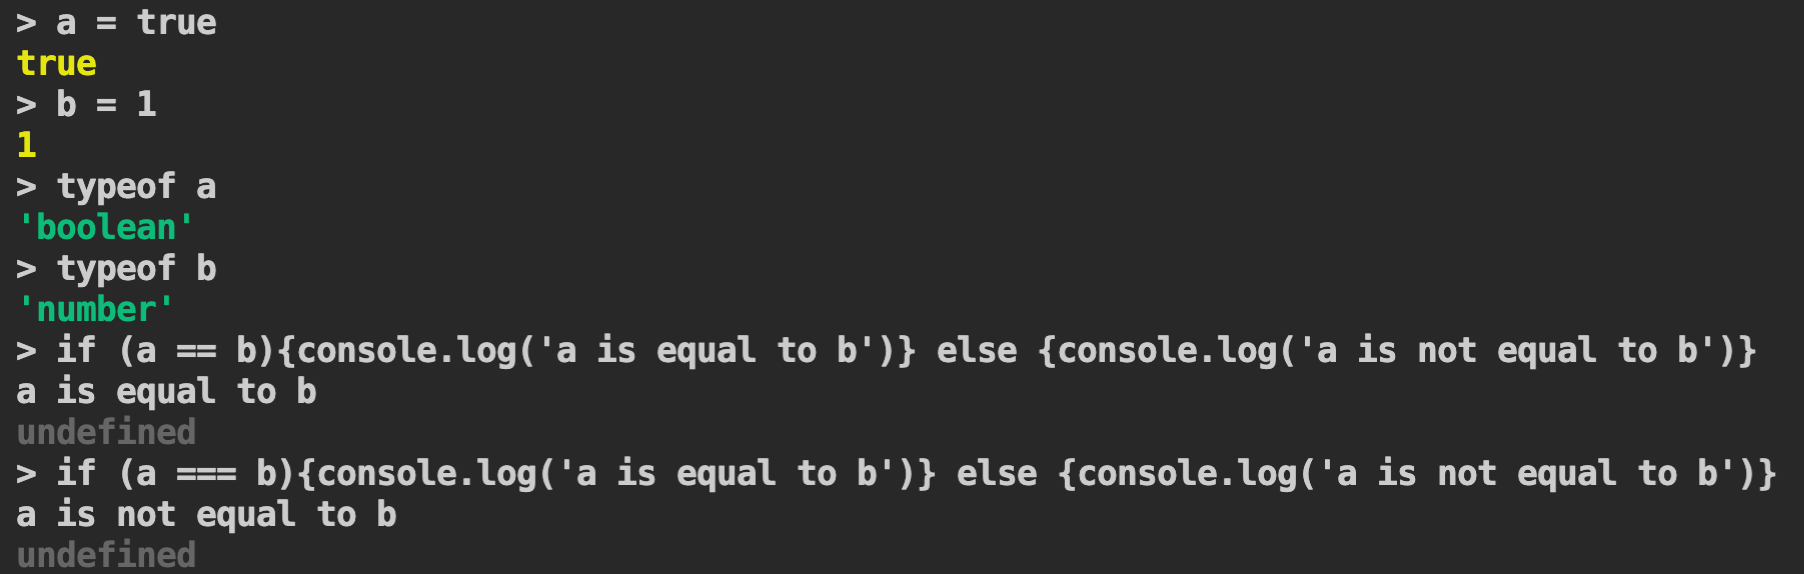 > a = true
true
> b = 1
1
> typeof a
'boolean'
> typeof b
'number'
> if (a == b){console.log('a is equal to b')} else {console.log('a is not equal to b')}
a is equal to b
undefined
> if (a === b){console.log('a is equal to b')} else {console.log('a is not equal to b')}
a is not equal to b
undefined